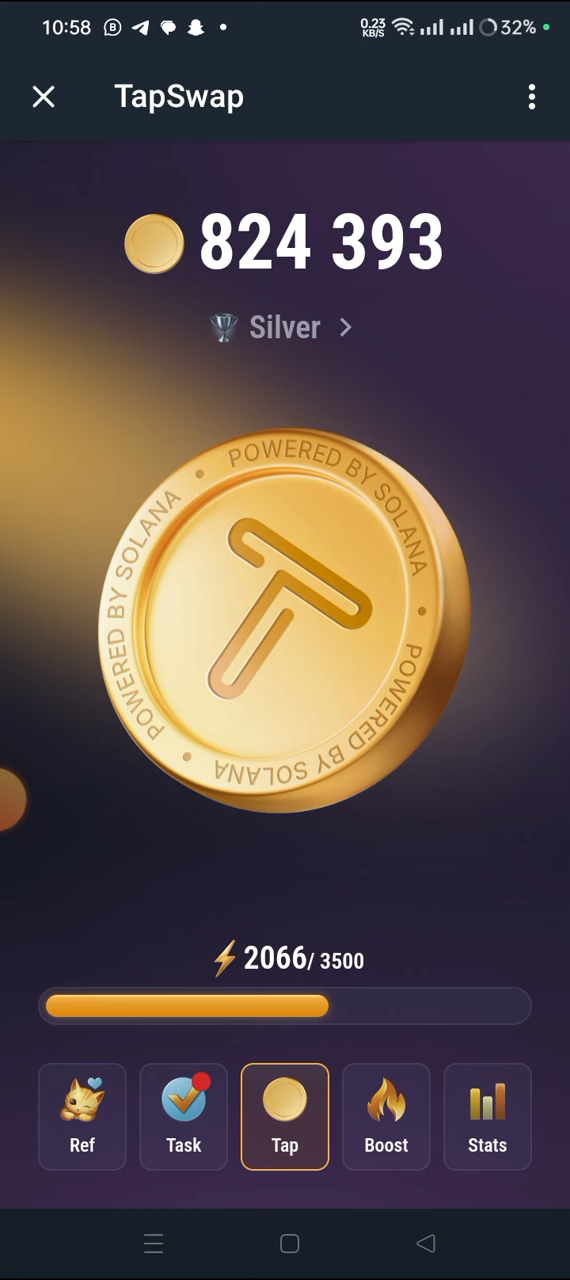 10:58 0.23 KB/S 32%
TapSwap
824 393
Silver
POWERED BY SOLANA • POWERED BY SOLANA • POWERED BY SOLANA • POWERED BY SOLANA •
T
2066/ 3500
Ref Task Tap Boost Stats